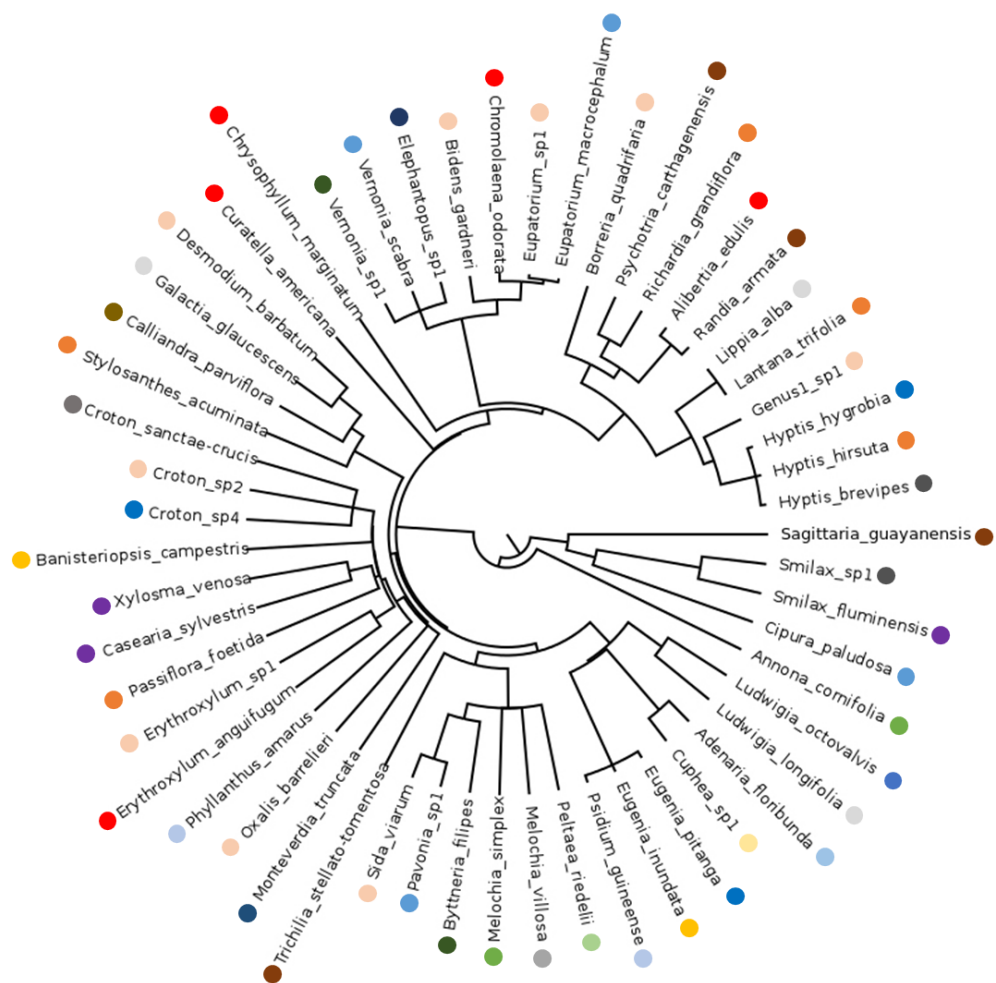 Eupatorium_macrocephalum
Borreria_quadrifaria
Psychotria_carthagenensis
Richardia_grandiflora
Alibertia_edulis
Randia_armata
Lippia_alba
Lantana_trifolia
Genus1_sp1
Hyptis_hygrobia
Hyptis_hirsuta
Hyptis_brevipes
Sagittaria_guayanensis
Smilax_sp1
Smilax_fluminensis
Cipura_paludosa
Annona_cornifolia
Ludwigia_octovalvis
Ludwigia_longifolia
Adenaria_floribunda
Cuphea_sp1
Eugenia_pitanga
Eugenia_inundata
Psidium_guineense
Peltaea_riedelii
Melochia_villosa
Melochia_simplex
Byttneria_filipes
Pavonia_sp1
Sida_viarum
Trichilia_stellato-tomentosa
Monteverdia_truncata
Oxalis_barrelieri
Phyllanthus_amarus
Erythroxylum_anguifugum
Erythroxylum_sp1
Passiflora_foetida
Casearia_sylvestris
Xylosma_venosa
Banisteriopsis_campestris
Croton_sp4
Croton_sp2
Croton_sanctae-crucis
Stylosanthes_acuminata
Calliandra_parviflora
Galactia_glaucescens
Desmodium_barbatum
Curatella_americana
Chrysophyllum_marginatum
Vernonia_sp1
Vernonia_scabra
Elephantopus_sp1
Bidens_gardneri
Chromolaena_odorata
Eupatorium_sp1